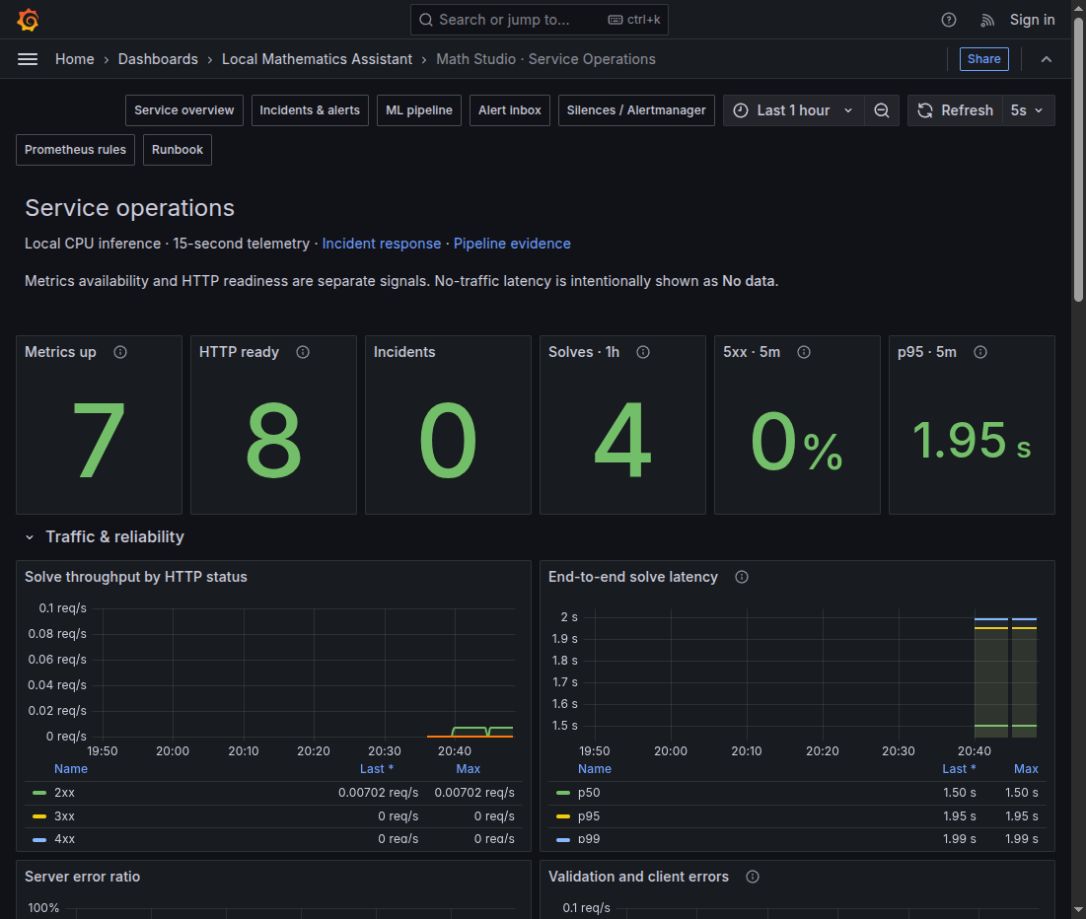 Search or jump to... ctrl+k Sign in
Home › Dashboards › Local Mathematics Assistant › Math Studio · Service Operations Share
Service overview Incidents & alerts ML pipeline Alert inbox Silences / Alertmanager Last 1 hour Refresh 5s
Prometheus rules Runbook
Service operations
Local CPU inference · 15-second telemetry · Incident response · Pipeline evidence
Metrics availability and HTTP readiness are separate signals. No-traffic latency is intentionally shown as No data.
Metrics up
7
HTTP ready
8
Incidents
0
Solves · 1h
4
5xx · 5m
0%
p95 · 5m
1.95 s
Traffic & reliability
Solve throughput by HTTP status
0.1 req/s
0.08 req/s
0.06 req/s
0.04 req/s
0.02 req/s
0 req/s
19:50 20:00 20:10 20:20 20:30 20:40
Name Last * Max
2xx 0.00702 req/s 0.00702 req/s
3xx 0 req/s 0 req/s
4xx 0 req/s 0 req/s
End-to-end solve latency
2 s
1.9 s
1.8 s
1.7 s
1.6 s
1.5 s
19:50 20:00 20:10 20:20 20:30 20:40
Name Last * Max
p50 1.50 s 1.50 s
p95 1.95 s 1.95 s
p99 1.99 s 1.99 s
Server error ratio
100%
Validation and client errors
0.1 req/s